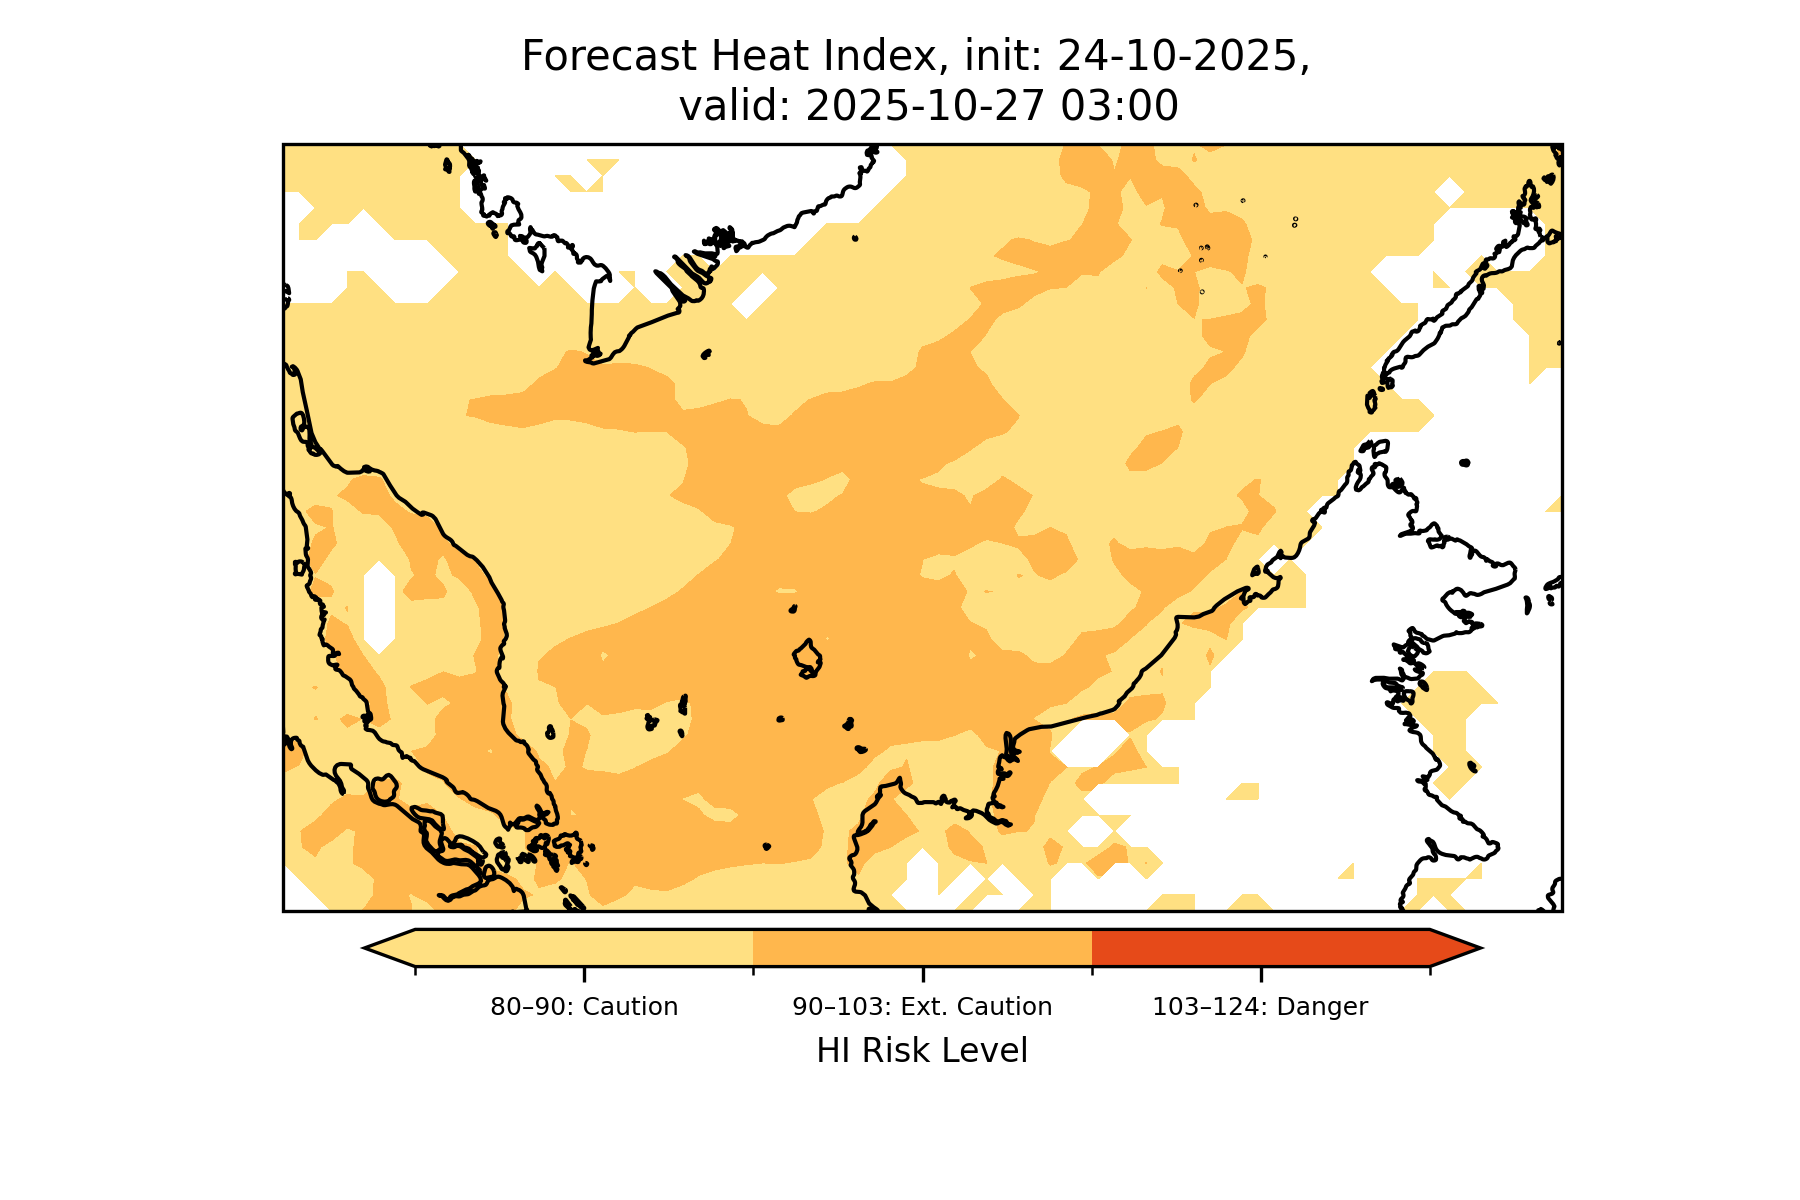 Forecast Heat Index, init: 24-10-2025,
valid: 2025-10-27 03:00
80–90: Caution
90–103: Ext. Caution
103–124: Danger
HI Risk Level